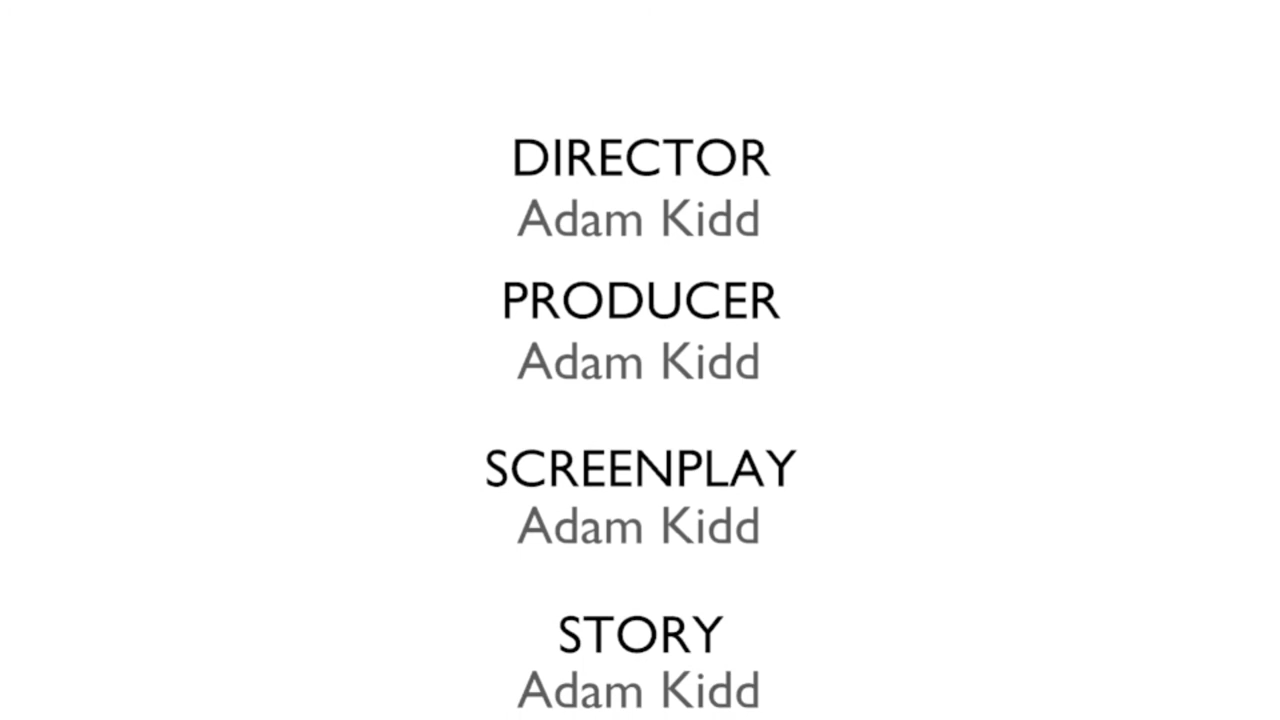 DIRECTOR
Adam Kidd
PRODUCER
Adam Kidd
SCREENPLAY
Adam Kidd
STORY
Adam Kidd